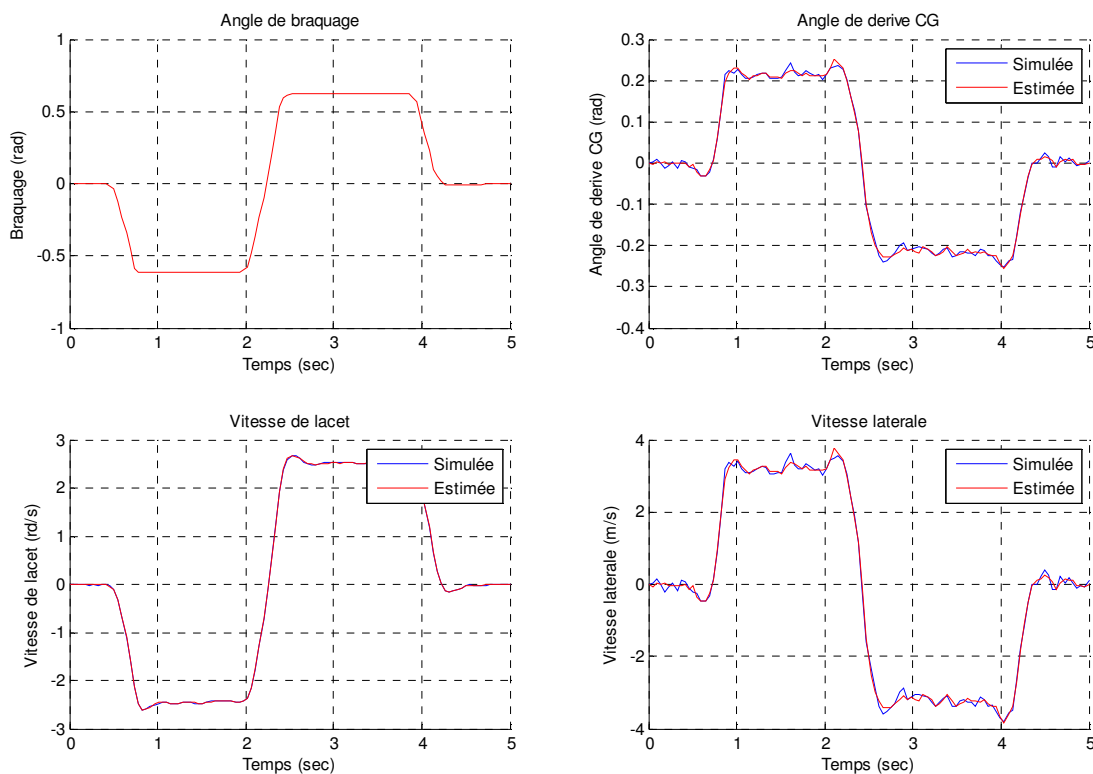 Angle de braquage
1
0.5
0
-0.5
-1
Braquage (rad)
0 1 2 3 4 5
Temps (sec)
Angle de derive CG
0.3
0.2
0.1
0
-0.1
-0.2
-0.3
-0.4
Angle de derive CG (rad)
Simulée
Estimée
0 1 2 3 4 5
Temps (sec)
Vitesse de lacet
3
2
1
0
-1
-2
-3
Vitesse de lacet (rd/s)
Simulée
Estimée
0 1 2 3 4 5
Temps (sec)
Vitesse laterale
4
2
0
-2
-4
Vitesse laterale (m/s)
Simulée
Estimée
0 1 2 3 4 5
Temps (sec)